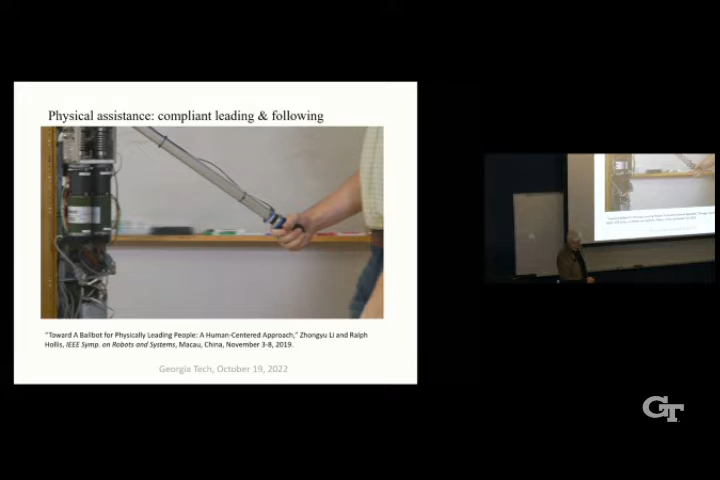 Physical assistance: compliant leading & following
"Toward A Ballbot for Physically Leading People: A Human-Centered Approach," Zhongyu Li and Ralph
Hollis, IEEE Symp. on Robots and Systems, Macau, China, November 3-8, 2019.
Georgia Tech, October 19, 2022
GT